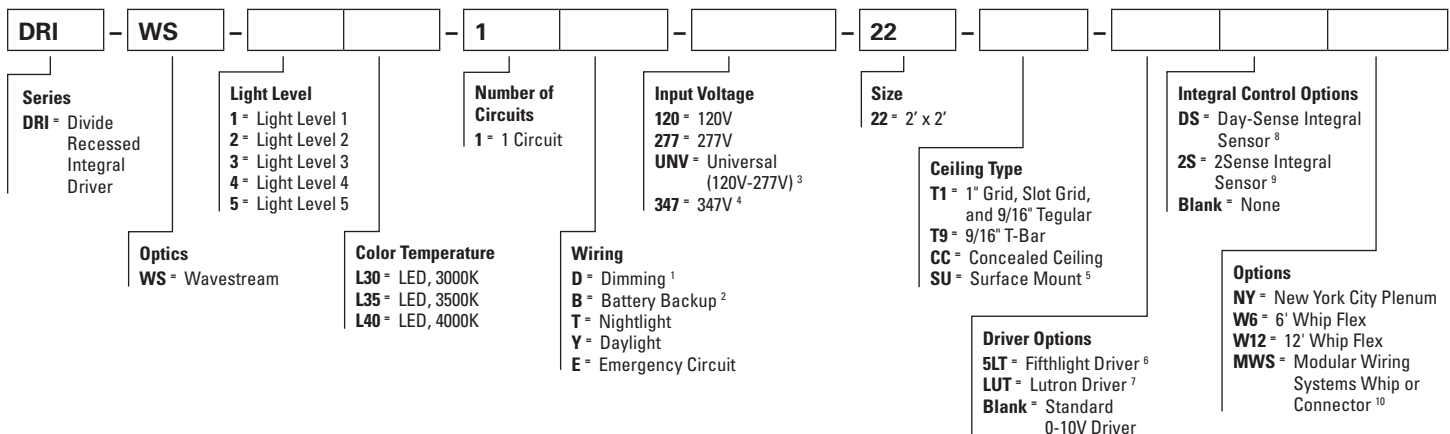 DRI – WS – – 1 – – 22 – –
Series
DRI = Divide
Recessed
Integral
Driver
Optics
WS = Wavestream
Light Level
1 = Light Level 1
2 = Light Level 2
3 = Light Level 3
4 = Light Level 4
5 = Light Level 5
Color Temperature
L30 = LED, 3000K
L35 = LED, 3500K
L40 = LED, 4000K
Number of
Circuits
1 = 1 Circuit
Wiring
D = Dimming 1
B = Battery Backup 2
T = Nightlight
Y = Daylight
E = Emergency Circuit
Input Voltage
120 = 120V
277 = 277V
UNV = Universal
(120V-277V) 3
347 = 347V 4
Size
22 = 2' x 2'
Ceiling Type
T1 = 1" Grid, Slot Grid,
and 9/16" Tegular
T9 = 9/16" T-Bar
CC = Concealed Ceiling
SU = Surface Mount 5
Driver Options
5LT = Fifthlight Driver 6
LUT = Lutron Driver 7
Blank = Standard
0-10V Driver
Integral Control Options
DS = Day-Sense Integral
Sensor 8
2S = 2Sense Integral
Sensor 9
Blank = None
Options
NY = New York City Plenum
W6 = 6' Whip Flex
W12 = 12' Whip Flex
MWS = Modular Wiring
Systems Whip or
Connector 10